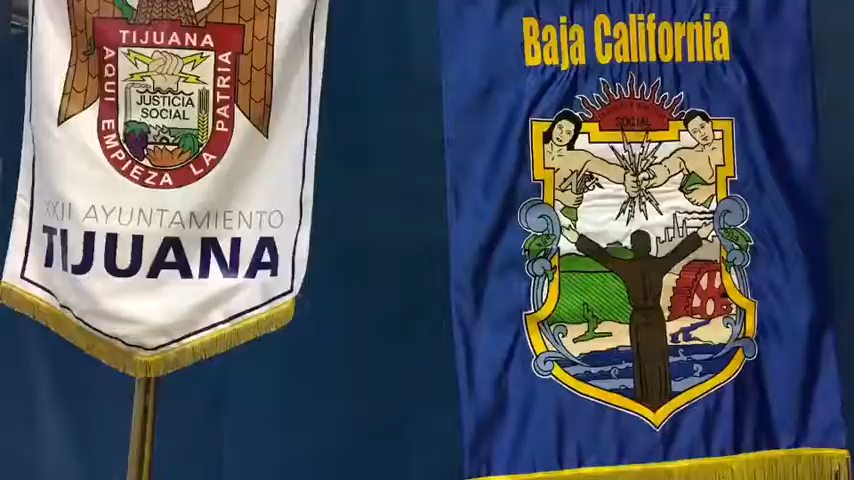 TIJUANA
AQUI EMPIEZA LA PATRIA
JUSTICIA
SOCIAL
XXII AYUNTAMIENTO
TIJUANA
Baja California
SOCIAL